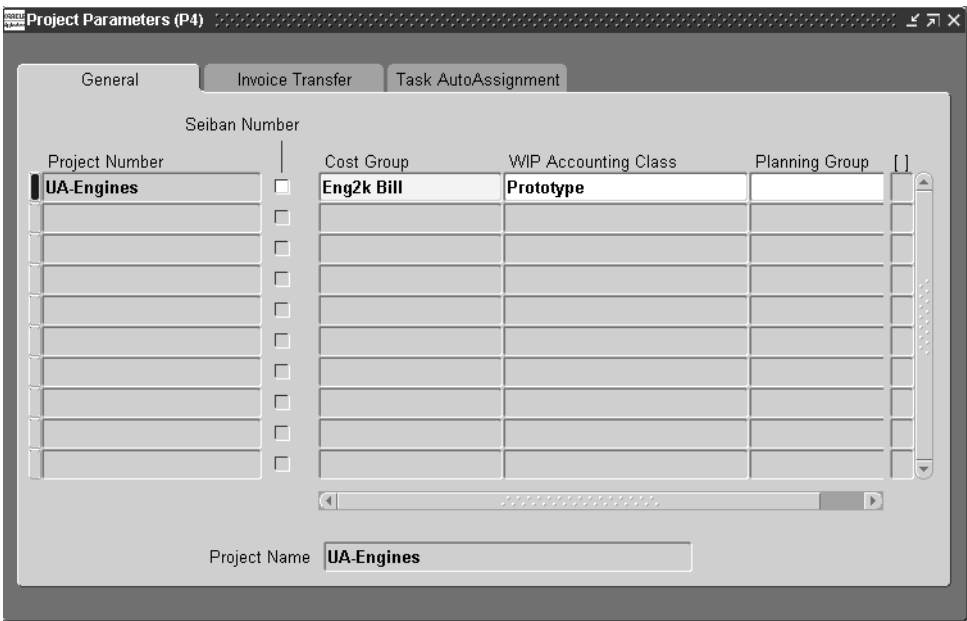 Project Parameters (P4)
General Invoice Transfer Task AutoAssignment
Seiban Number
Project Number Cost Group WIP Accounting Class Planning Group [ ]
UA-Engines Eng2k Bill Prototype
Project Name UA-Engines